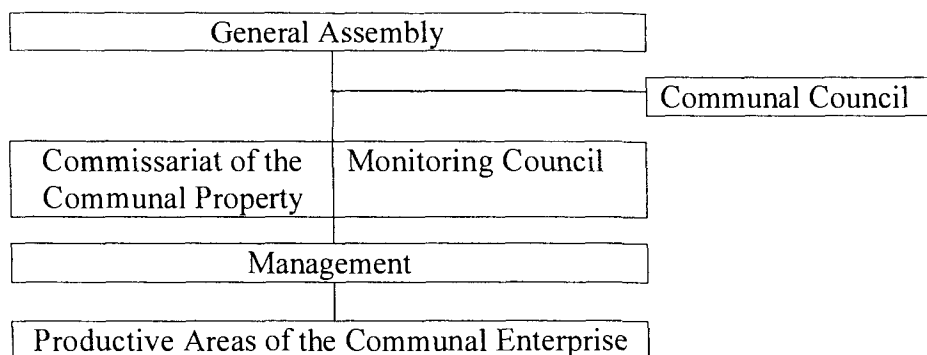 General Assembly
Communal Council
Commissariat of the
Communal Property
Monitoring Council
Management
Productive Areas of the Communal Enterprise